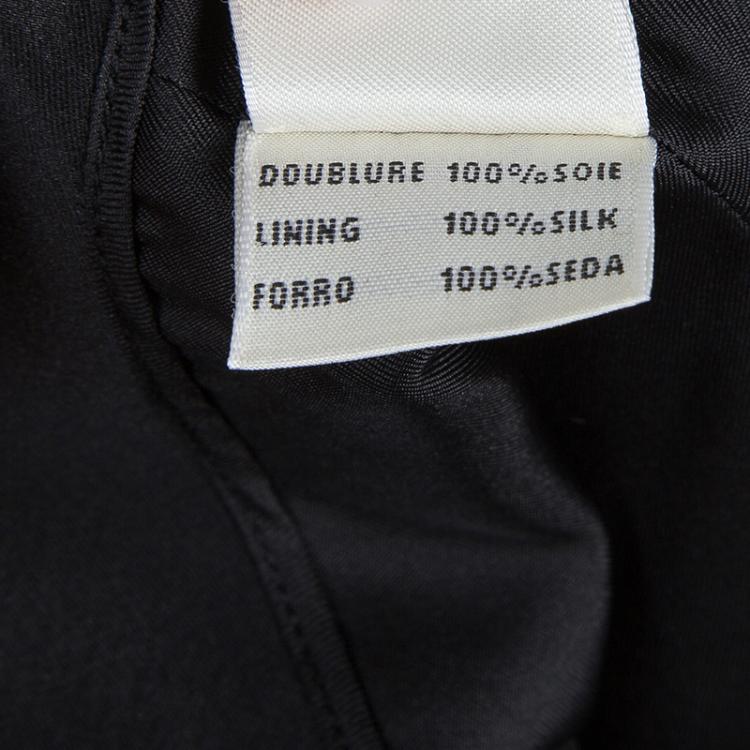 DOUBLURE 100% SOIE
LINING 100% SILK
FORRO 100% SEDA